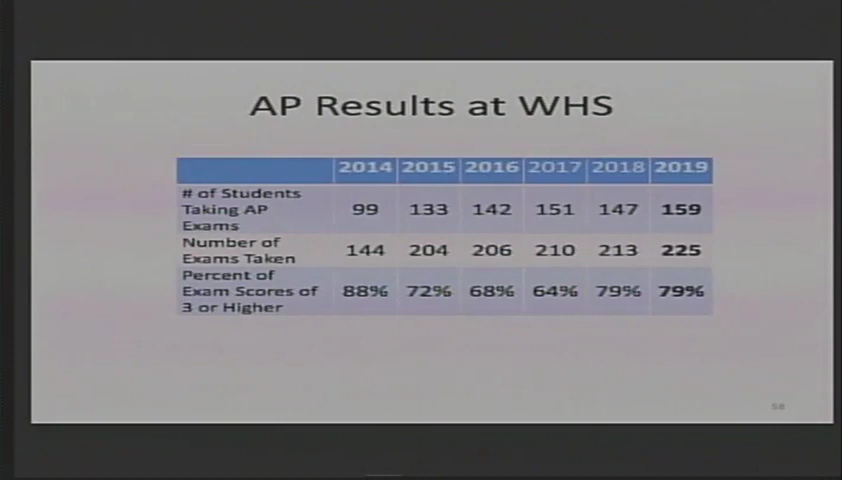 AP Results at WHS
2014 2015 2016 2017 2018 2019
# of Students
Taking AP
Exams
99 133 142 151 147 159
Number of
Exams Taken
144 204 206 210 213 225
Percent of
Exam Scores of
3 or Higher
88% 72% 68% 64% 79% 79%
58